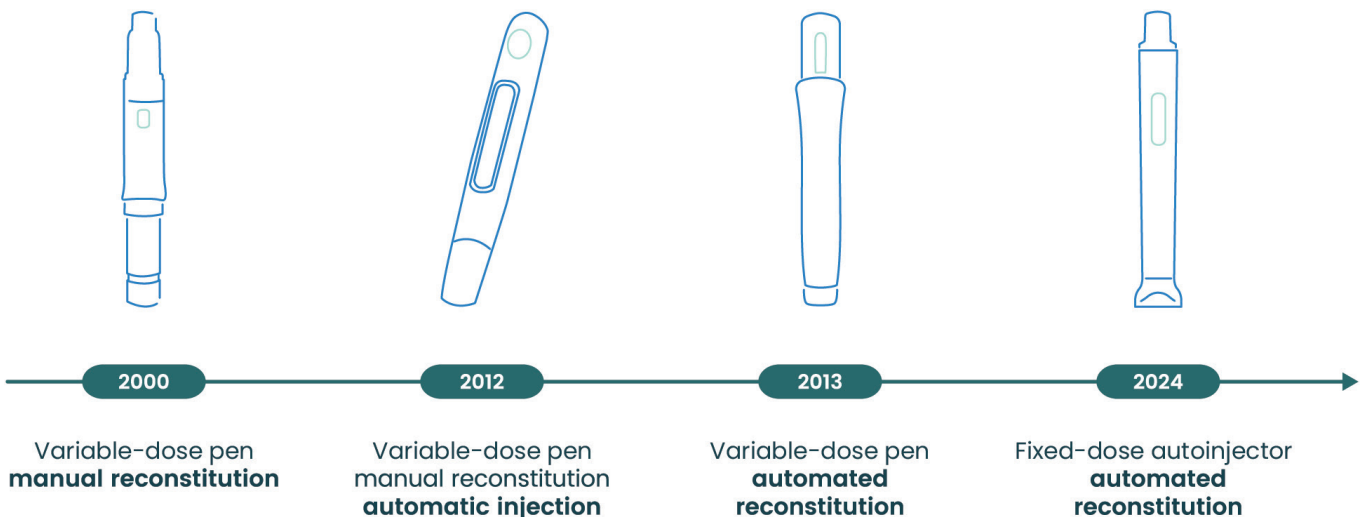 2000
2012
2013
2024
Variable-dose pen
manual reconstitution
Variable-dose pen
manual reconstitution
automatic injection
Variable-dose pen
automated
reconstitution
Fixed-dose autoinjector
automated
reconstitution